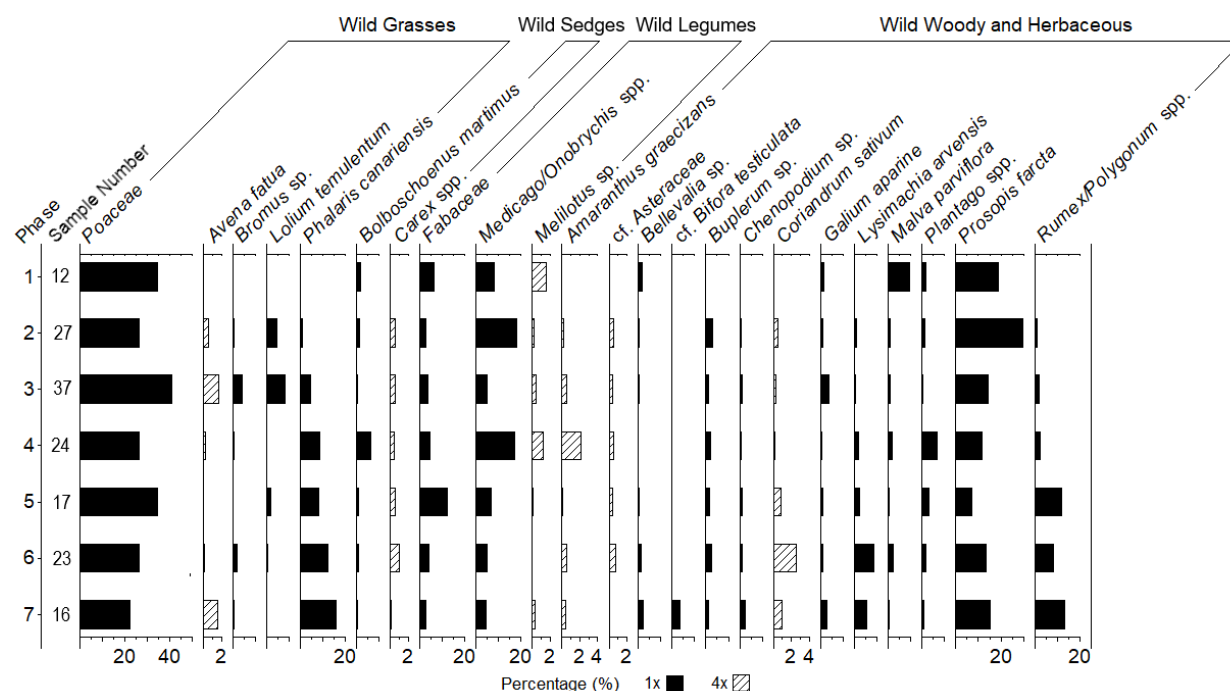 Wild Grasses Wild Sedges Wild Legumes Wild Woody and Herbaceous
Phase
Sample Number
Poaceae
Avena fatua
Bromus sp.
Lolium temulentum
Phalaris canariensis
Bolboschoenus martimus
Carex spp.
Fabaceae
Medicago/Onobrychis spp.
Melilotus sp.
Amaranthus graecizans
cf. Asteraceae
Bellevalia sp.
cf. Bifora testiculata
Buplerum sp.
Chenopodium sp.
Coriandrum sativum
Galium aparine
Lysimachia arvensis
Malva parviflora
Plantago spp.
Prosopis farcta
Rumex/Polygonum spp.
1 12
2 27
3 37
4 24
5 17
6 23
7 16
20 40 2 20 2 20 20 2 2 4 2 2 4 20 20
Percentage (%) 1x 4x